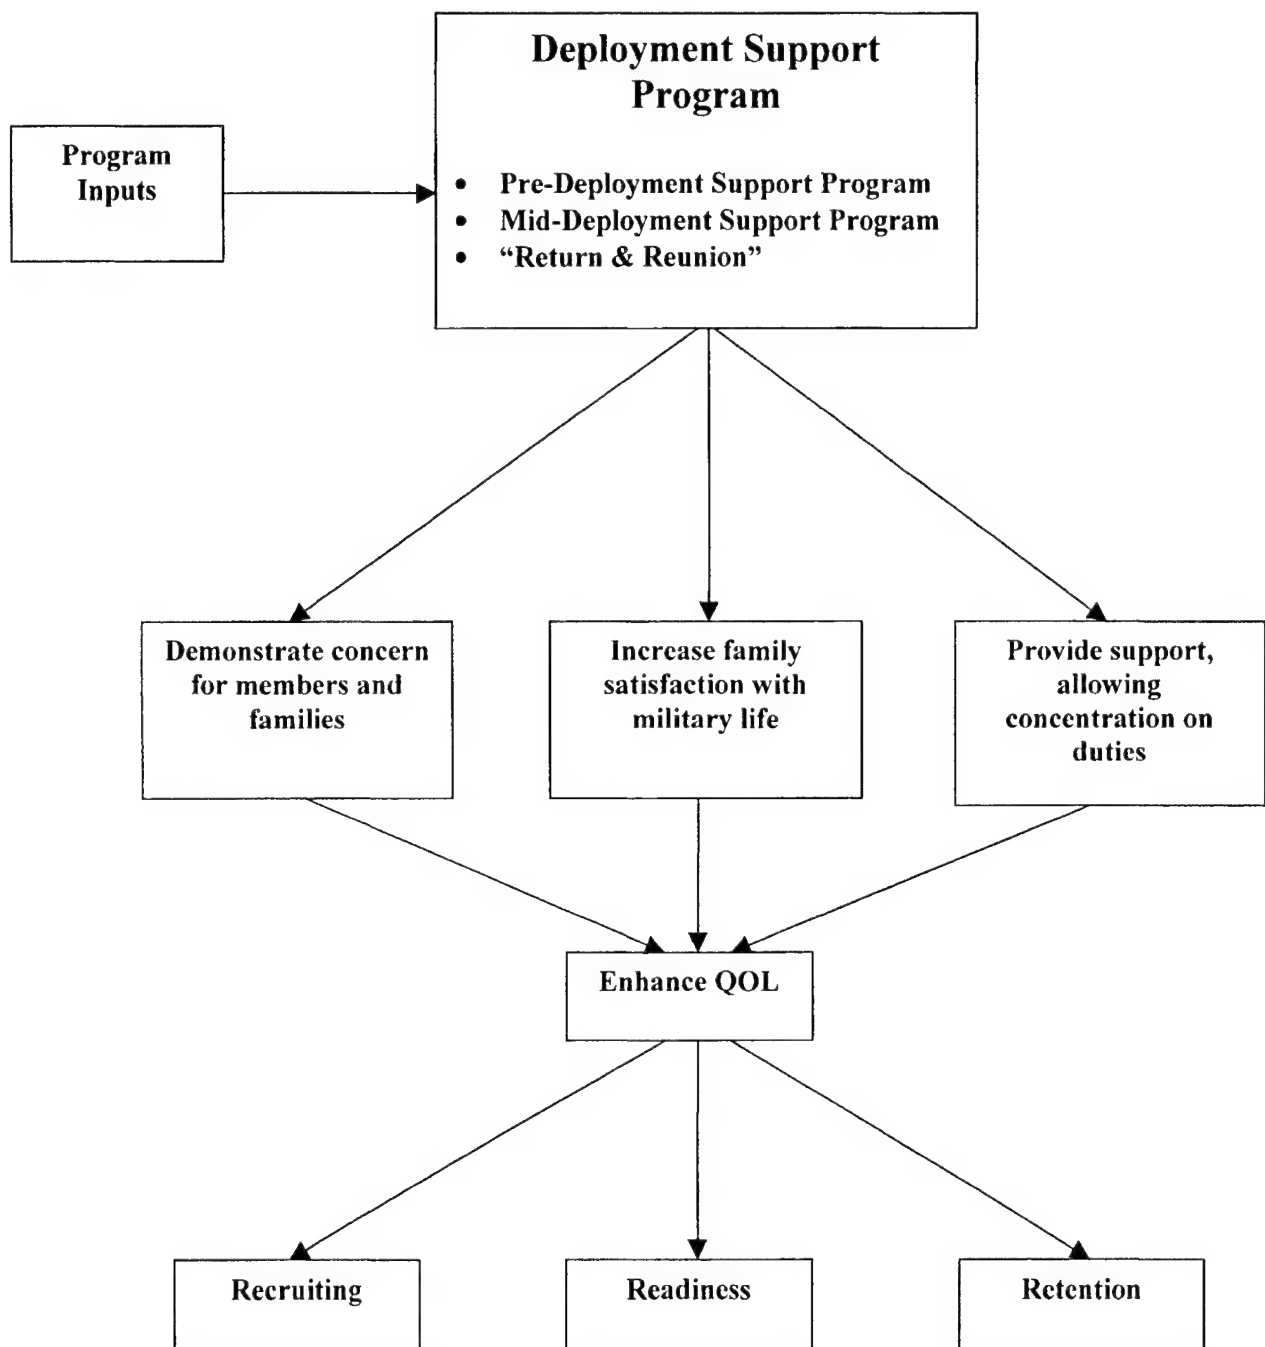 Deployment Support
Program
Program
Inputs
• Pre-Deployment Support Program
• Mid-Deployment Support Program
• “Return & Reunion”
Demonstrate concern
for members and
families
Increase family
satisfaction with
military life
Provide support,
allowing
concentration on
duties
Enhance QOL
Recruiting
Readiness
Retention